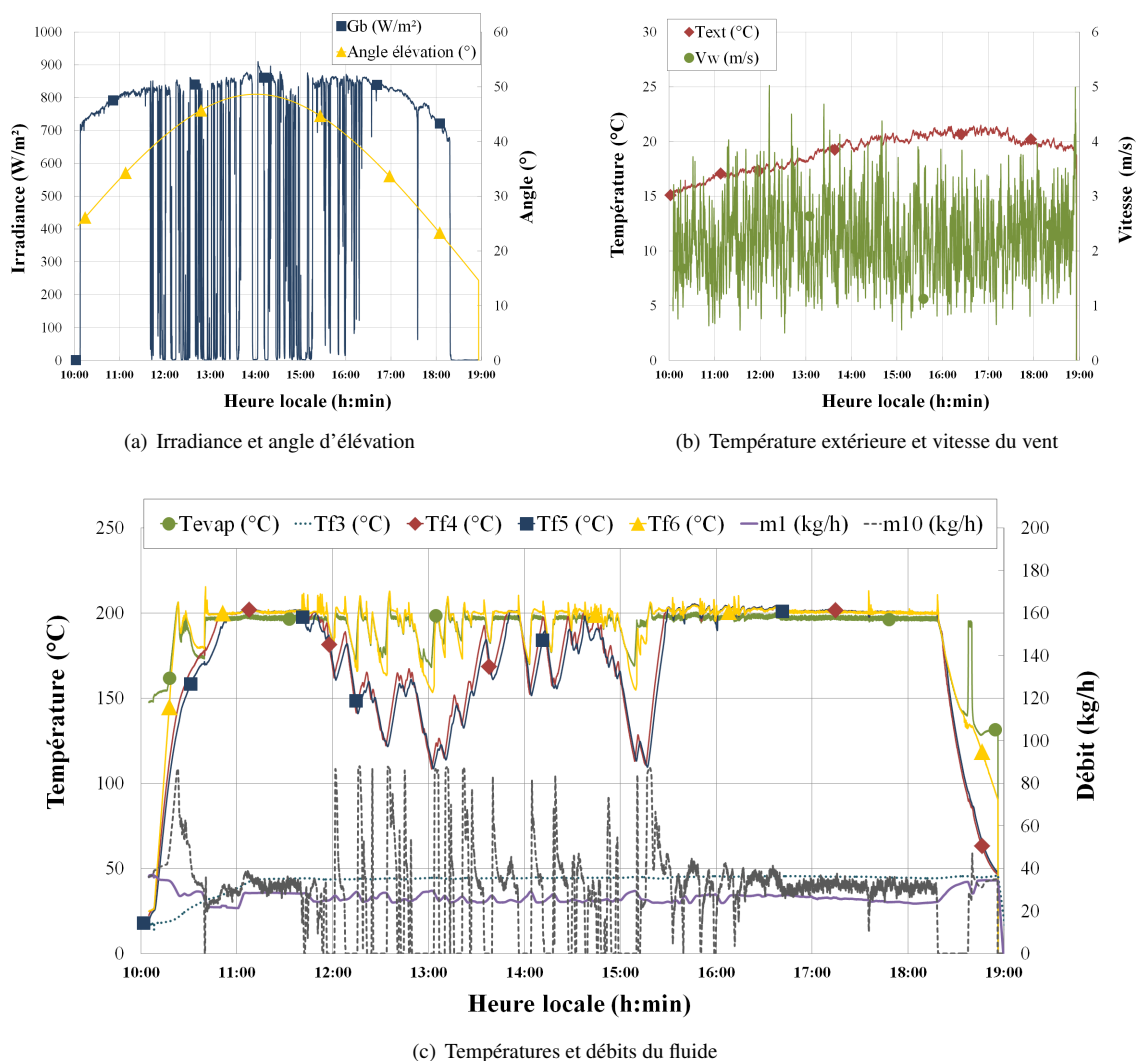 Gb (W/m²)
Angle élévation (°)
1000
900
800
700
600
500
400
300
200
100
0
Irradiance (W/m²)
60
50
40
30
20
10
0
Angle (°)
10:00 11:00 12:00 13:00 14:00 15:00 16:00 17:00 18:00 19:00
Heure locale (h:min)
(a) Irradiance et angle d'élévation
Text (°C)
Vw (m/s)
30
25
20
15
10
5
0
Température (°C)
6
5
4
3
2
1
0
Vitesse (m/s)
10:00 11:00 12:00 13:00 14:00 15:00 16:00 17:00 18:00 19:00
Heure locale (h:min)
(b) Température extérieure et vitesse du vent
Tevap (°C) Tf3 (°C) Tf4 (°C) Tf5 (°C) Tf6 (°C) m1 (kg/h) m10 (kg/h)
250
200
150
100
50
0
Température (°C)
200
180
160
140
120
100
80
60
40
20
0
Débit (kg/h)
10:00 11:00 12:00 13:00 14:00 15:00 16:00 17:00 18:00 19:00
Heure locale (h:min)
(c) Températures et débits du fluide